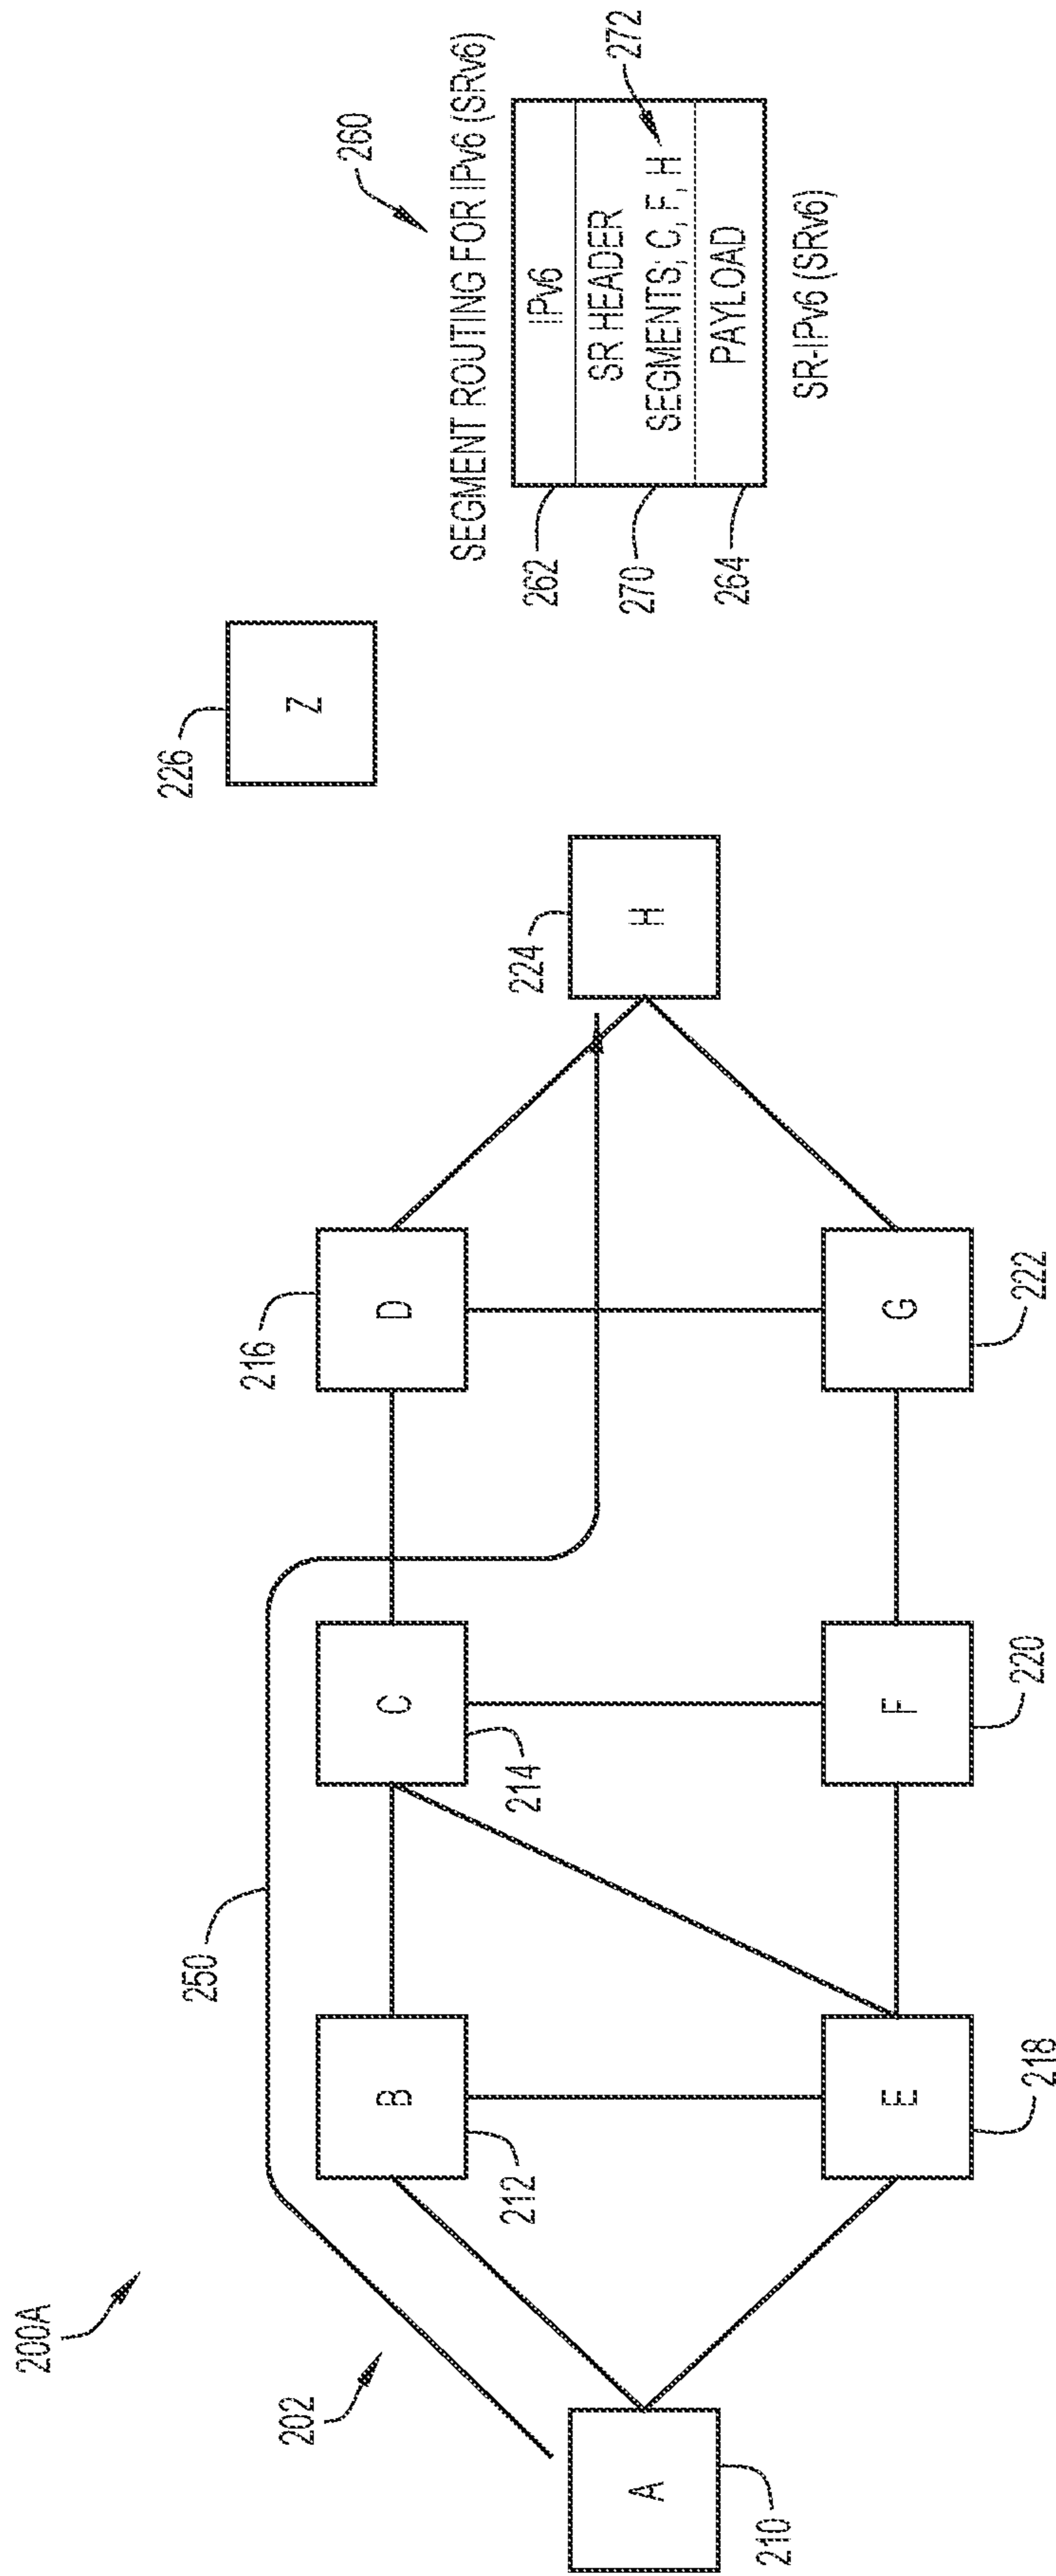 200A
202
250
226
Z
SEGMENT ROUTING FOR IPv6 (SRv6)
260
216
224
B
C
D
212
214
262
IPv6
270
SR HEADER
SEGMENTS; C, F, H
272
264
PAYLOAD
SR-IPv6 (SRv6)
A
H
210
E
F
G
218
220
222